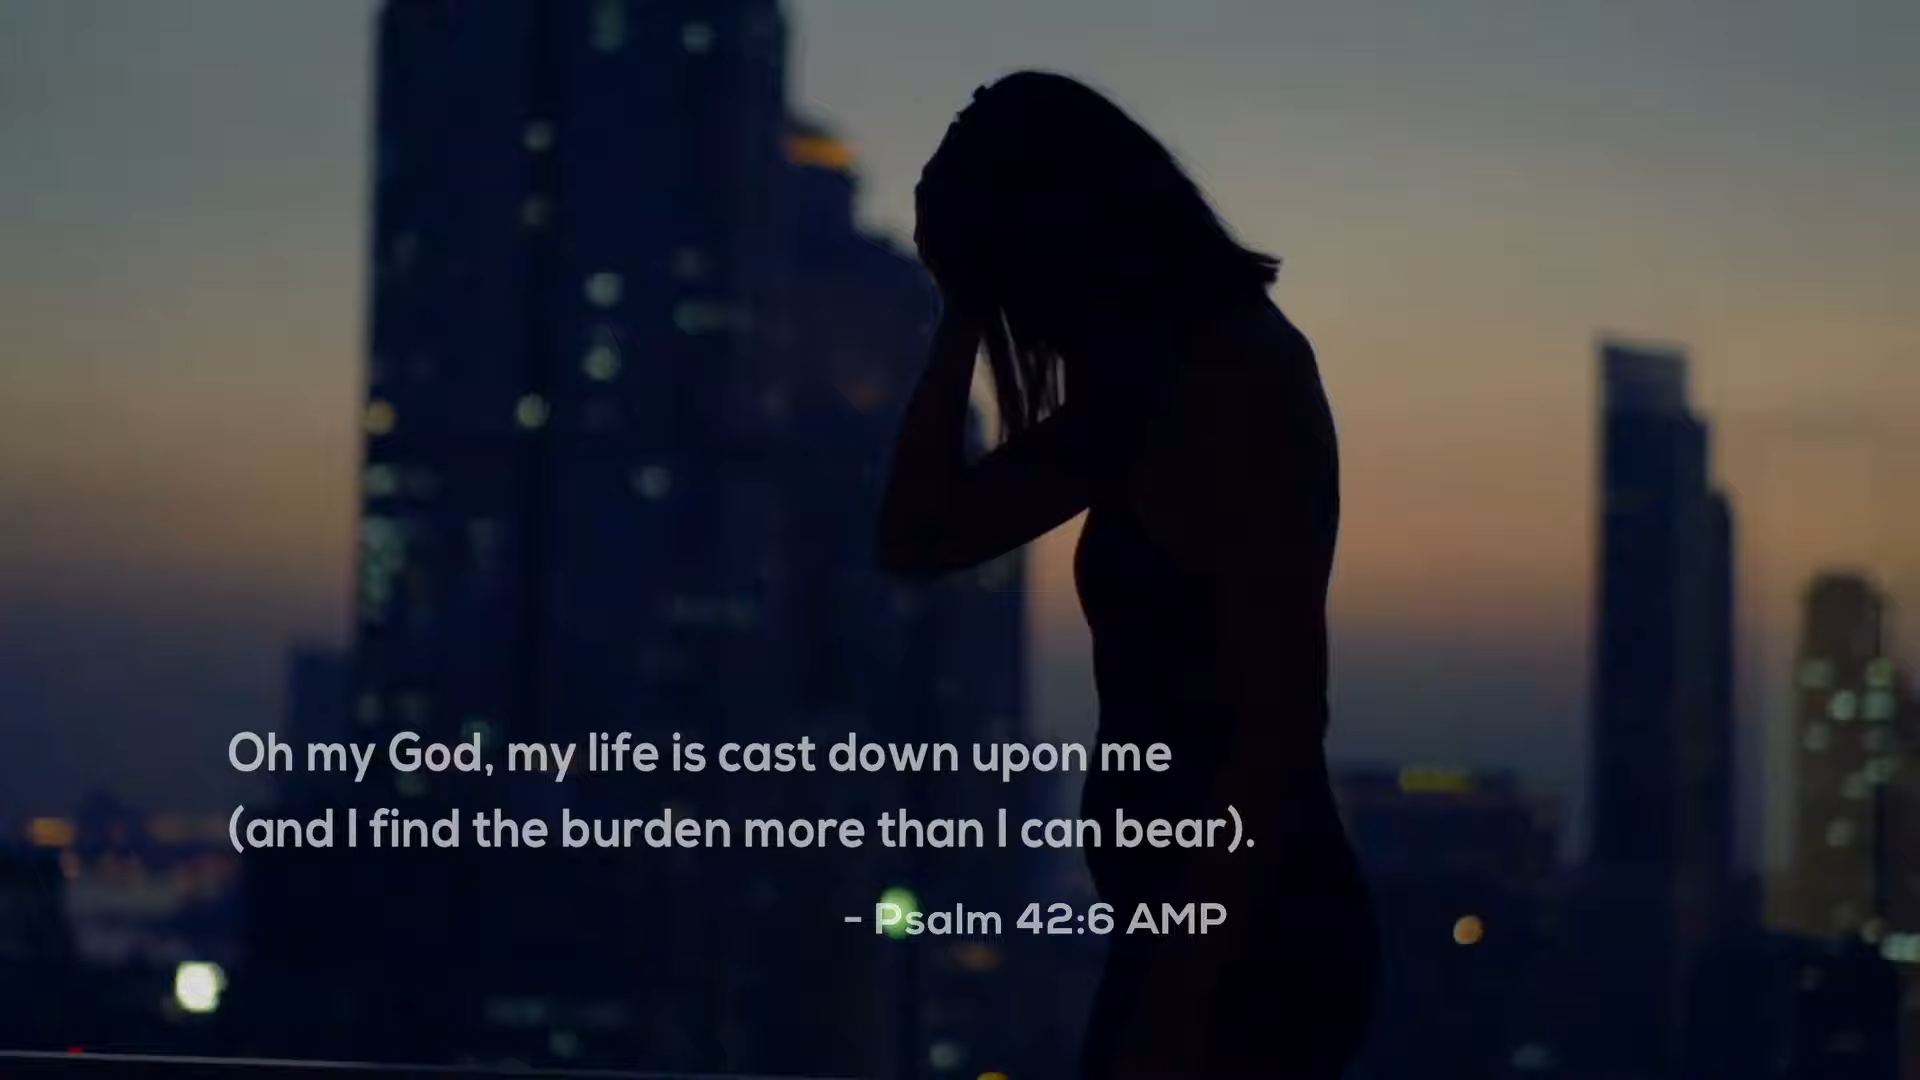 Oh my God, my life is cast down upon me
(and I find the burden more than I can bear).
- Psalm 42:6 AMP